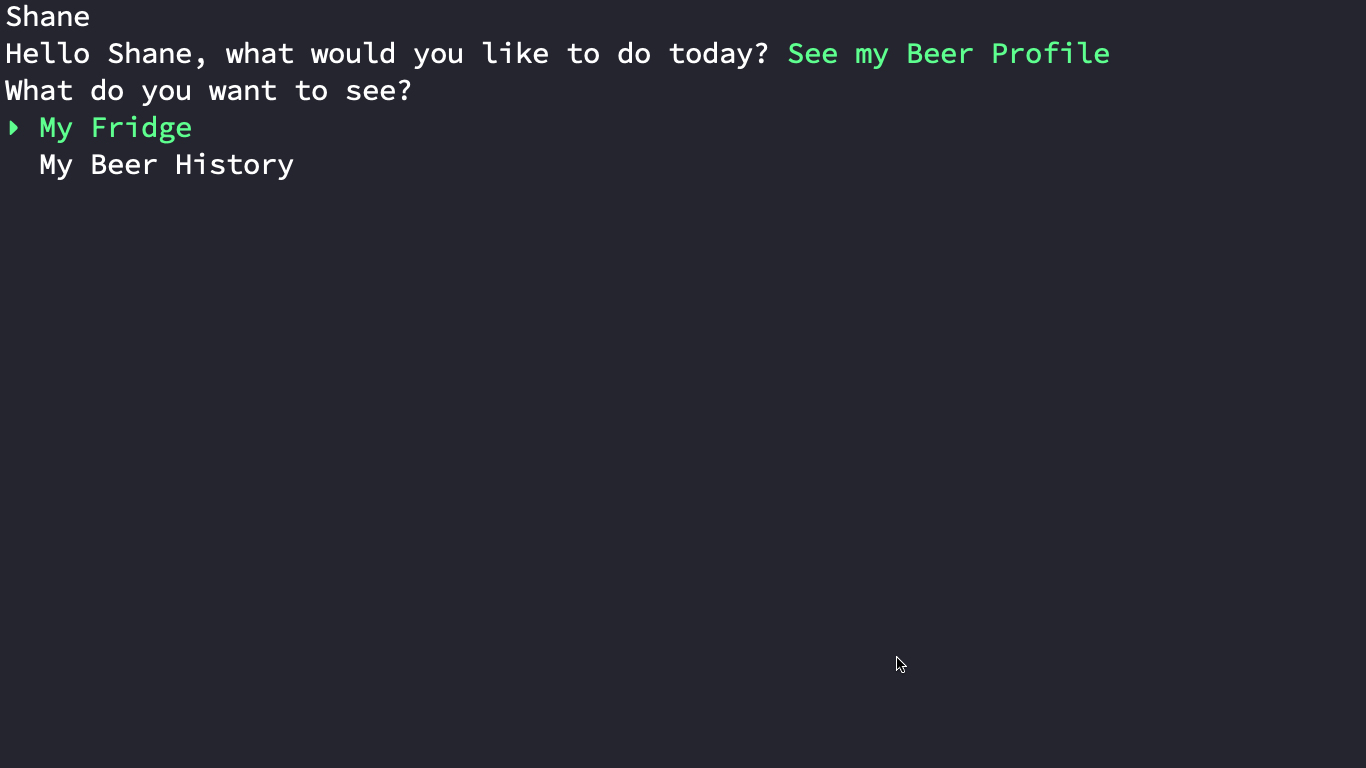 Shane
Hello Shane, what would you like to do today? See my Beer Profile
What do you want to see?
‣ My Fridge
My Beer History